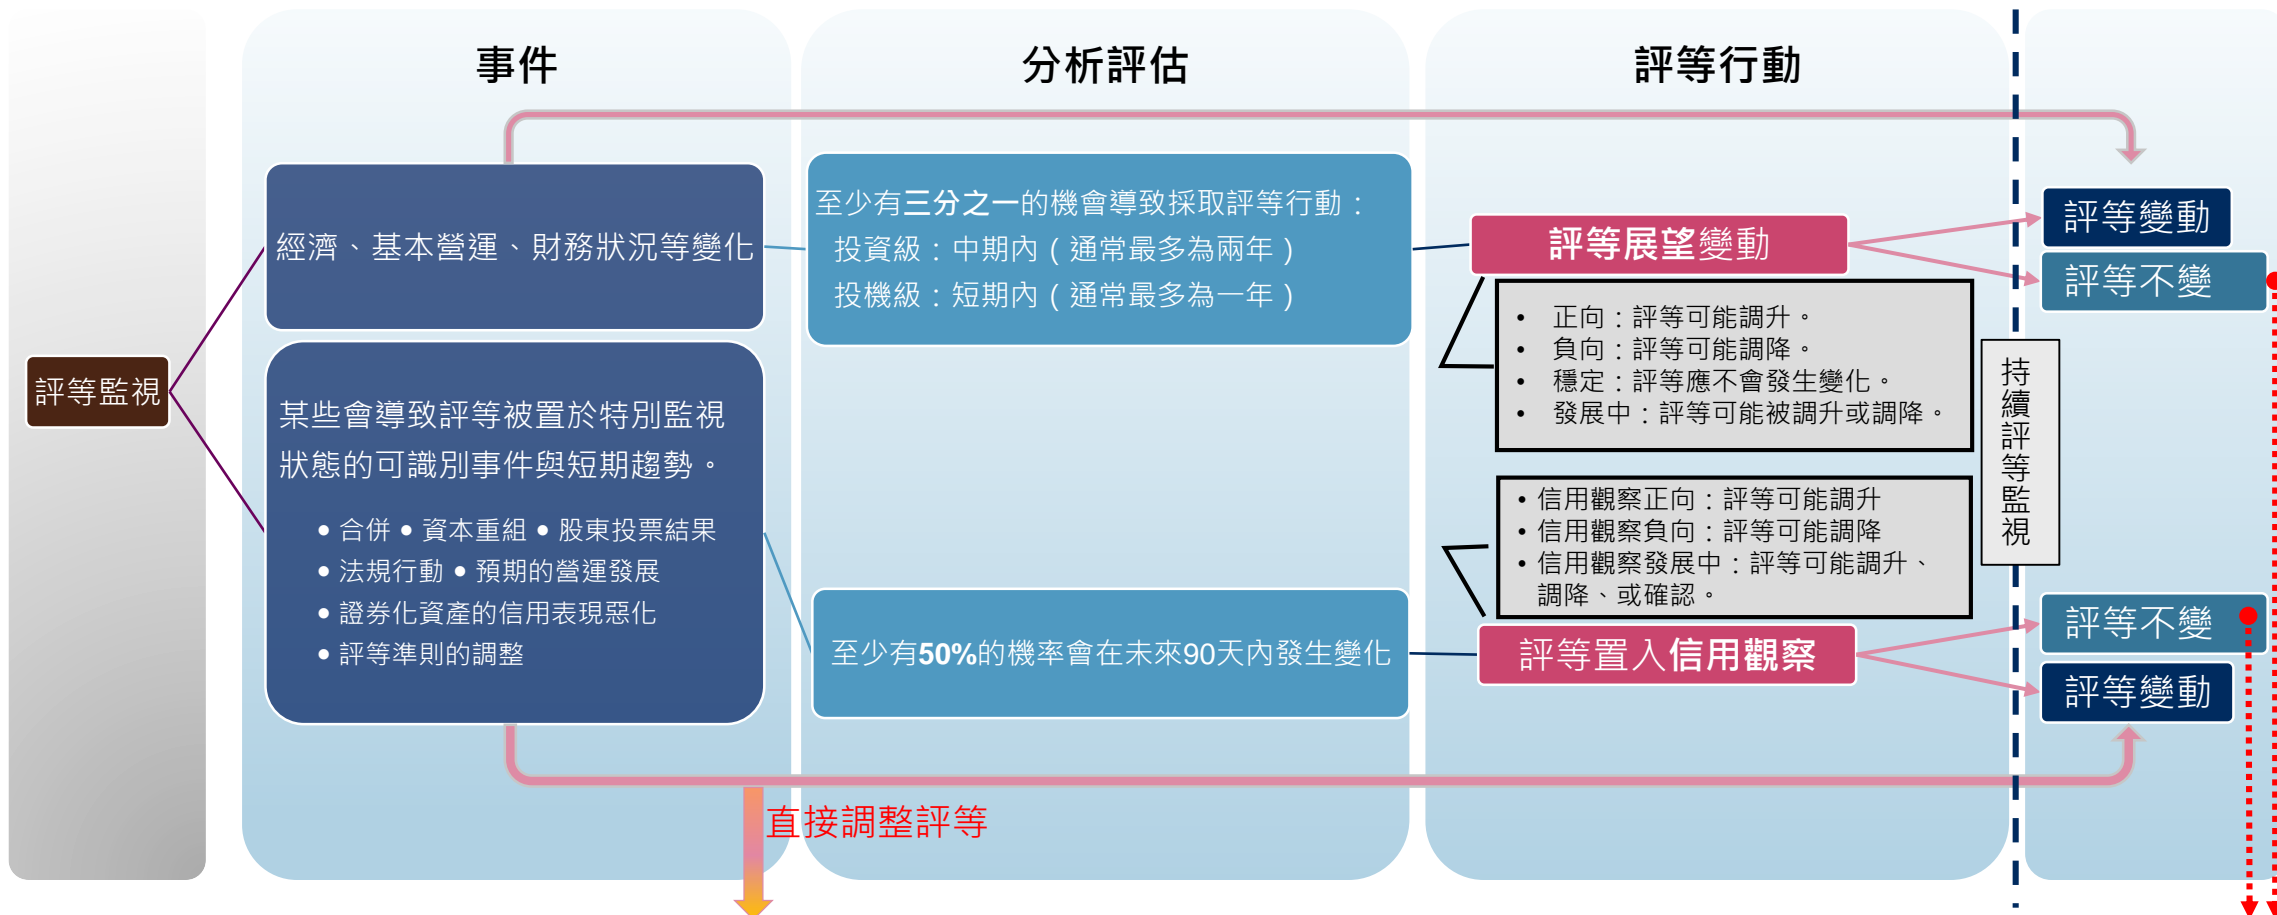 事件
分析評估
評等行動
評等監視
經濟、基本營運、財務狀況等變化
某些會導致評等被置於特別監視
狀態的可識別事件與短期趨勢。
● 合併 ● 資本重組 ● 股東投票結果
● 法規行動 ● 預期的營運發展
● 證券化資產的信用表現惡化
● 評等準則的調整
至少有三分之一的機會導致採取評等行動：
投資級：中期內（通常最多為兩年）
投機級：短期內（通常最多為一年）
至少有50%的機率會在未來90天內發生變化
評等展望變動
• 正向：評等可能調升。
• 負向：評等可能調降。
• 穩定：評等應不會發生變化。
• 發展中：評等可能被調升或調降。
• 信用觀察正向：評等可能調升
• 信用觀察負向：評等可能調降
• 信用觀察發展中：評等可能調升、
調降、或確認。
評等置入信用觀察
持續評等監視
評等變動
評等不變
評等不變
評等變動
直接調整評等